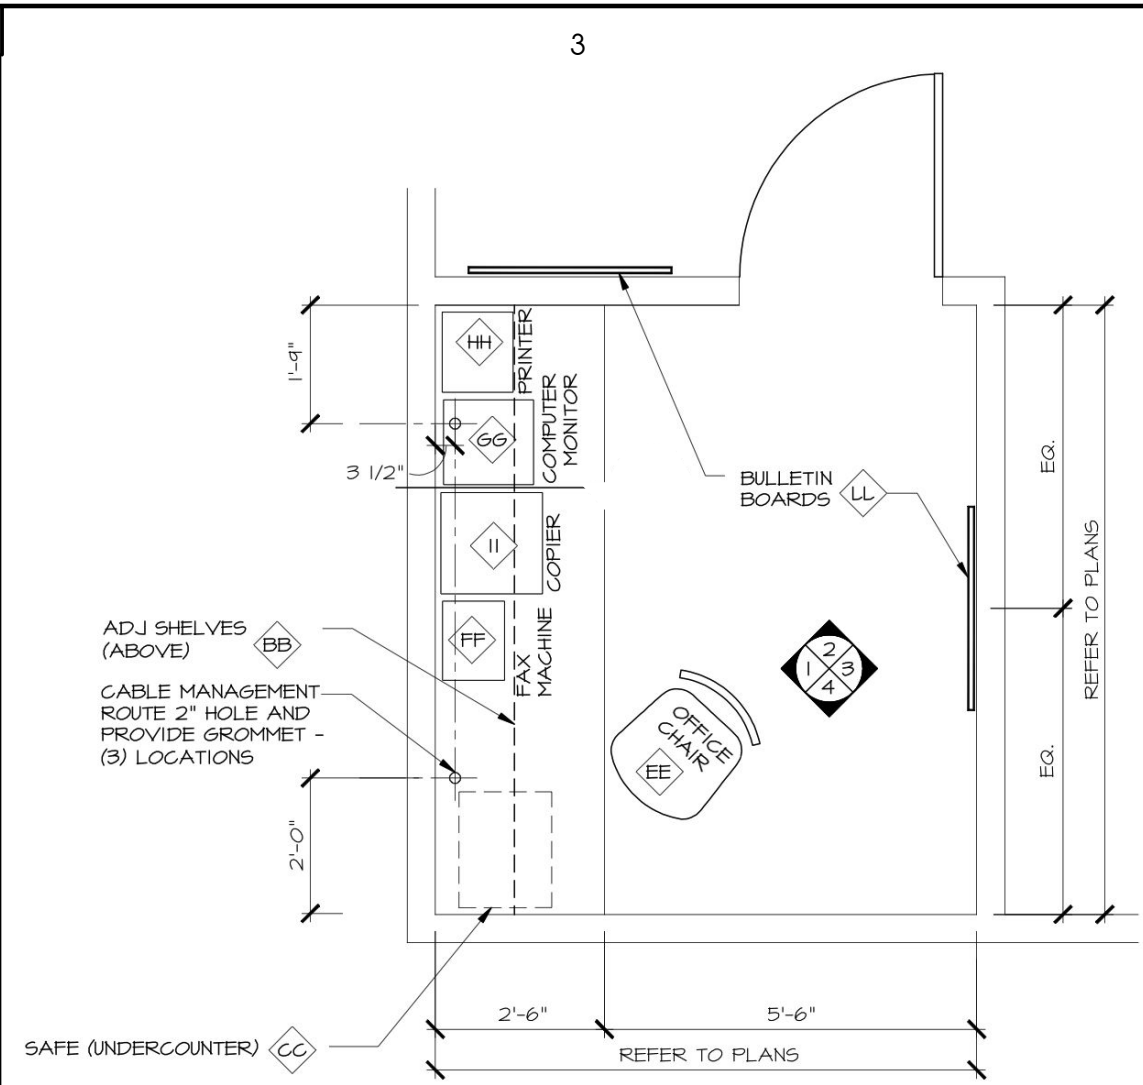 3
HH
PRINTER
1'-9"
GG
COMPUTER
MONITOR
3 1/2"
EQ.
BULLETIN
BOARDS
LL
II
COPIER
REFER TO PLANS
ADJ SHELVES
(ABOVE)
BB
FF
FAX
MACHINE
2
1
3
4
CABLE MANAGEMENT
ROUTE 2" HOLE AND
PROVIDE GROMMET -
(3) LOCATIONS
OFFICE
CHAIR
EE
EQ.
2'-0"
2'-6"
5'-6"
SAFE (UNDERCOUNTER)
CC
REFER TO PLANS